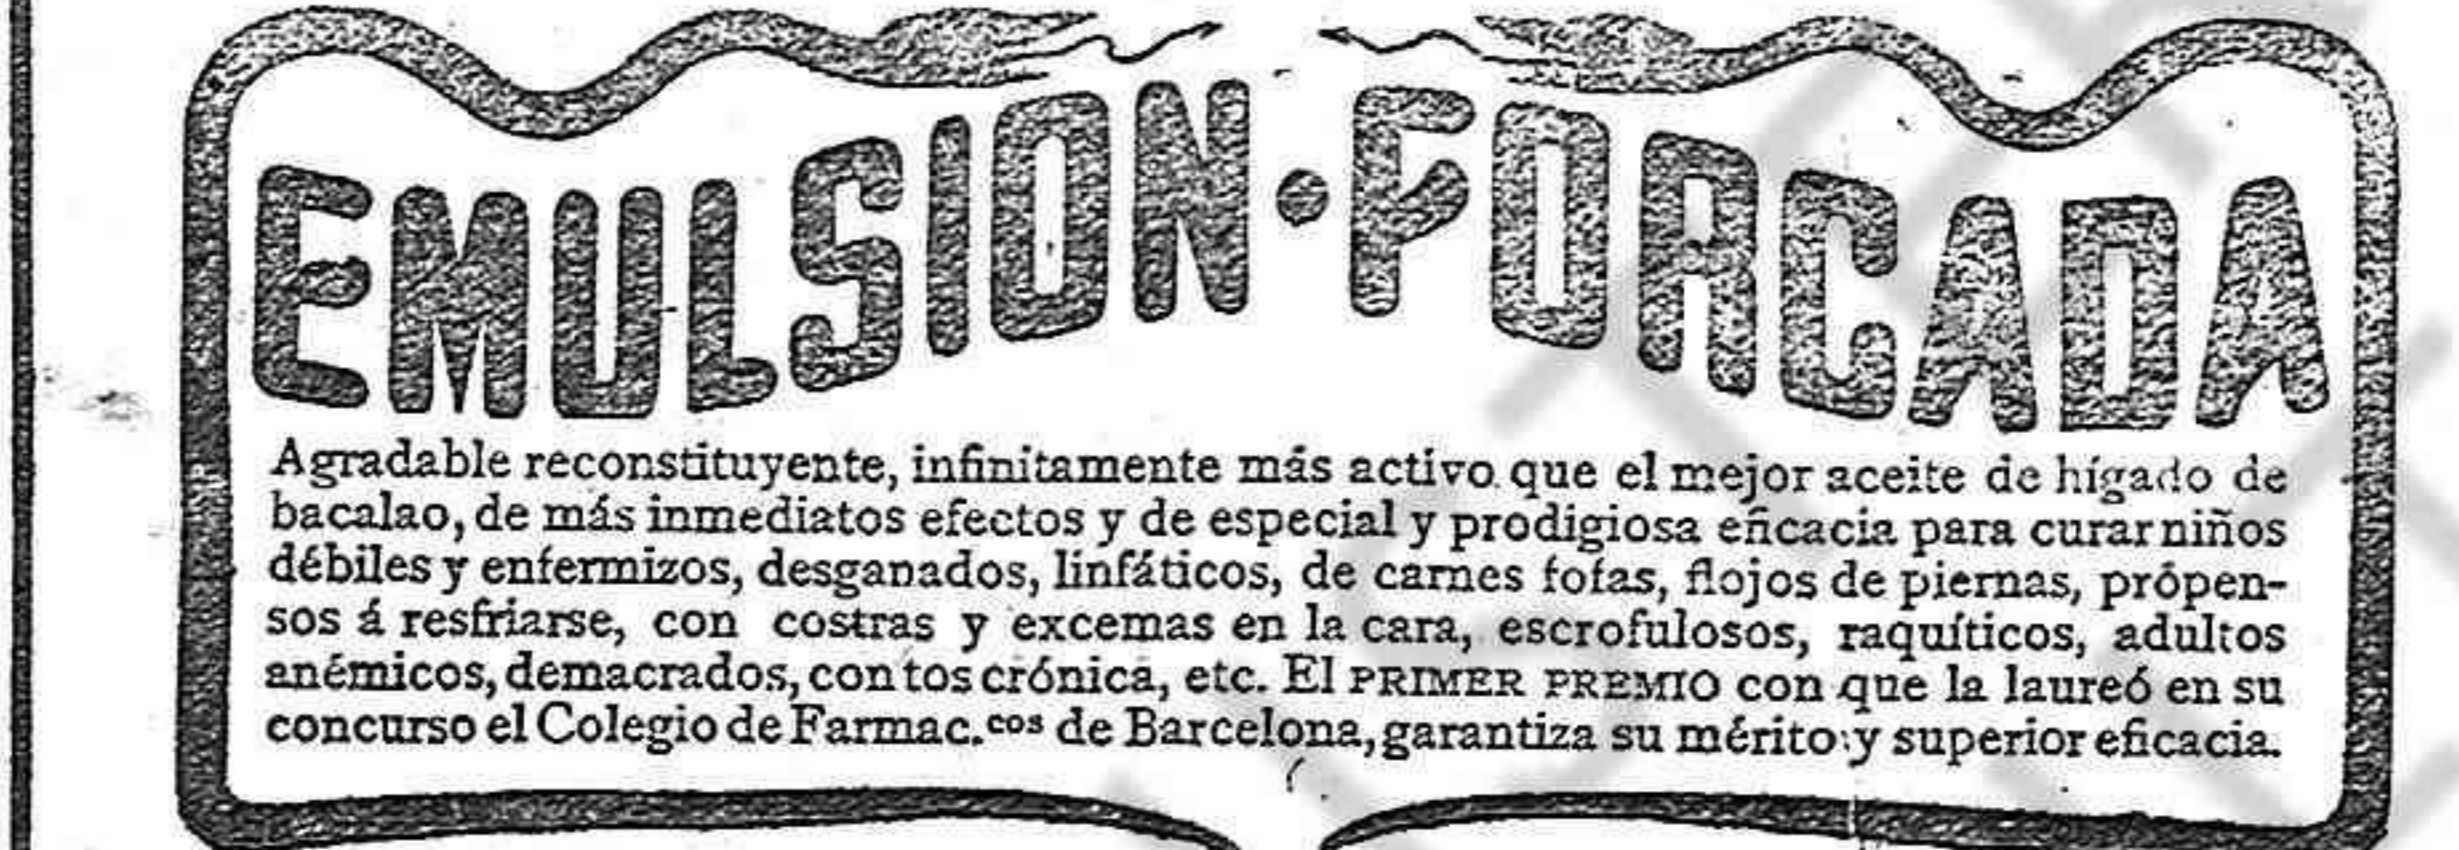 EMULSION·FORCADA
Agradable reconstituyente, infinitamente más activo que el mejor aceite de hígado de
bacalao, de más inmediatos efectos y de especial y prodigiosa eficacia para curar niños
débiles y enfermizos, desganados, linfáticos, de carnes fofas, flojos de piernas, própen-
sos á resfriarse, con costras y excemas en la cara, escrofulosos, raquíticos, adultos
anémicos, demacrados, con tos crónica, etc. El PRIMER PREMIO con que la laureó en su
concurso el Colegio de Farmac.cos de Barcelona, garantiza su mérito y superior eficacia.